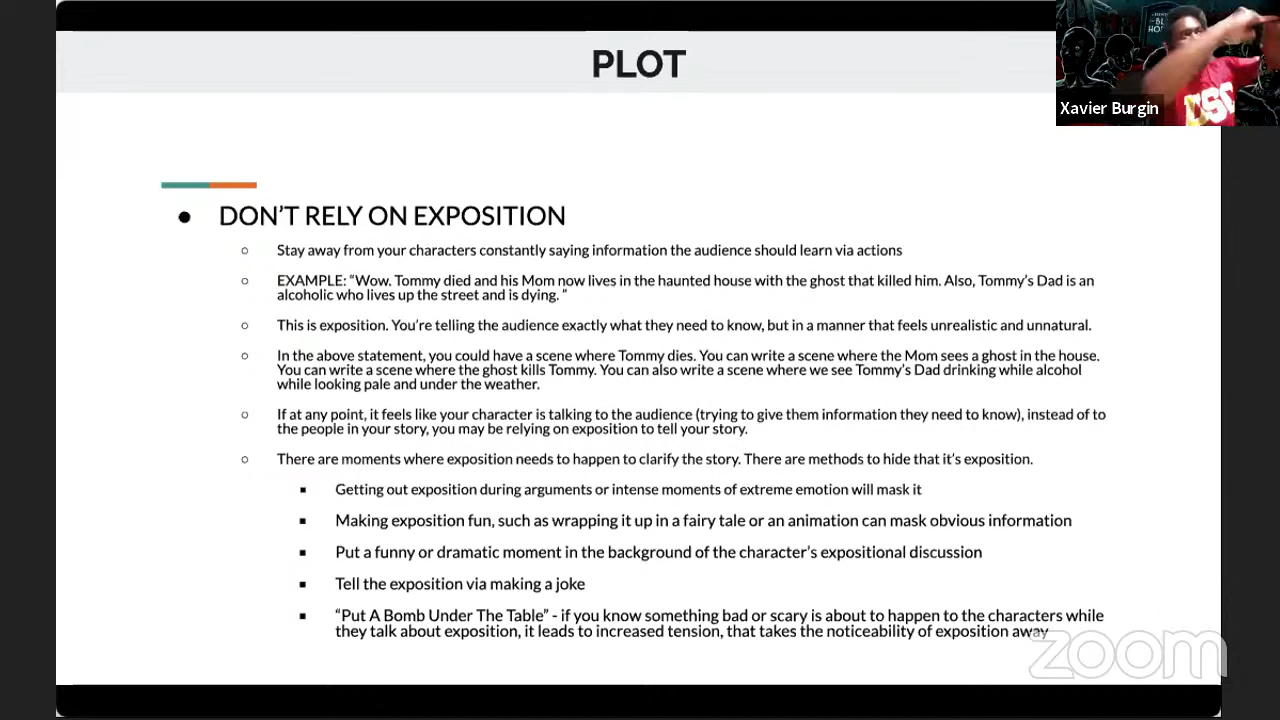 PLOT
Xavier Burgin
USC
● DON'T RELY ON EXPOSITION
○ Stay away from your characters constantly saying information the audience should learn via actions
○ EXAMPLE: “Wow. Tommy died and his Mom now lives in the haunted house with the ghost that killed him. Also, Tommy's Dad is an
alcoholic who lives up the street and is dying. ”
○ This is exposition. You're telling the audience exactly what they need to know, but in a manner that feels unrealistic and unnatural.
○ In the above statement, you could have a scene where Tommy dies. You can write a scene where the Mom sees a ghost in the house.
You can write a scene where the ghost kills Tommy. You can also write a scene where we see Tommy's Dad drinking while alcohol
while looking pale and under the weather.
○ If at any point, it feels like your character is talking to the audience (trying to give them information they need to know), instead of to
the people in your story, you may be relying on exposition to tell your story.
○ There are moments where exposition needs to happen to clarify the story. There are methods to hide that it's exposition.
■ Getting out exposition during arguments or intense moments of extreme emotion will mask it
■ Making exposition fun, such as wrapping it up in a fairy tale or an animation can mask obvious information
■ Put a funny or dramatic moment in the background of the character's expositional discussion
■ Tell the exposition via making a joke
■ “Put A Bomb Under The Table” - if you know something bad or scary is about to happen to the characters while
they talk about exposition, it leads to increased tension, that takes the noticeability of exposition away
zoom